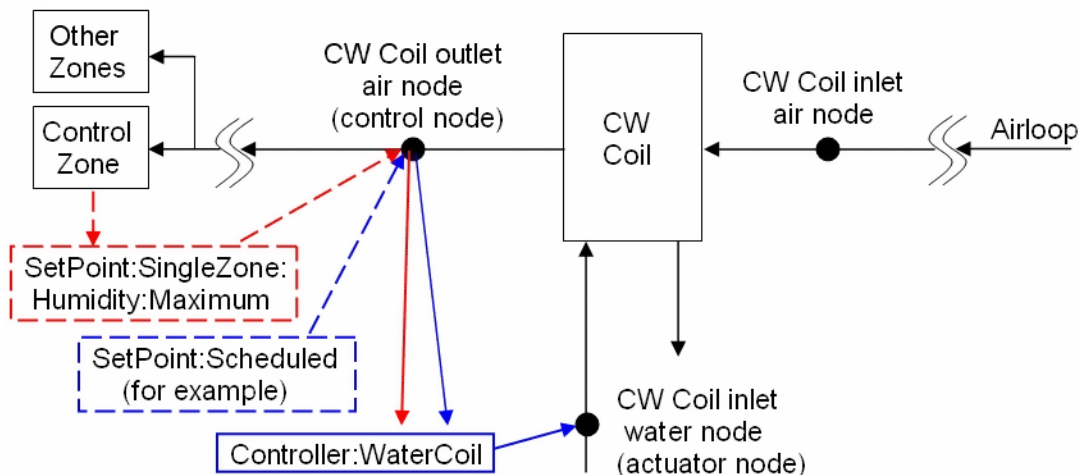 Other
Zones
Control
Zone
CW Coil outlet
air node
(control node)
CW
Coil
CW Coil inlet
air node
Airloop
SetPoint:SingleZone:
Humidity:Maximum
SetPoint:Scheduled
(for example)
Controller:WaterCoil
CW Coil inlet
water node
(actuator node)